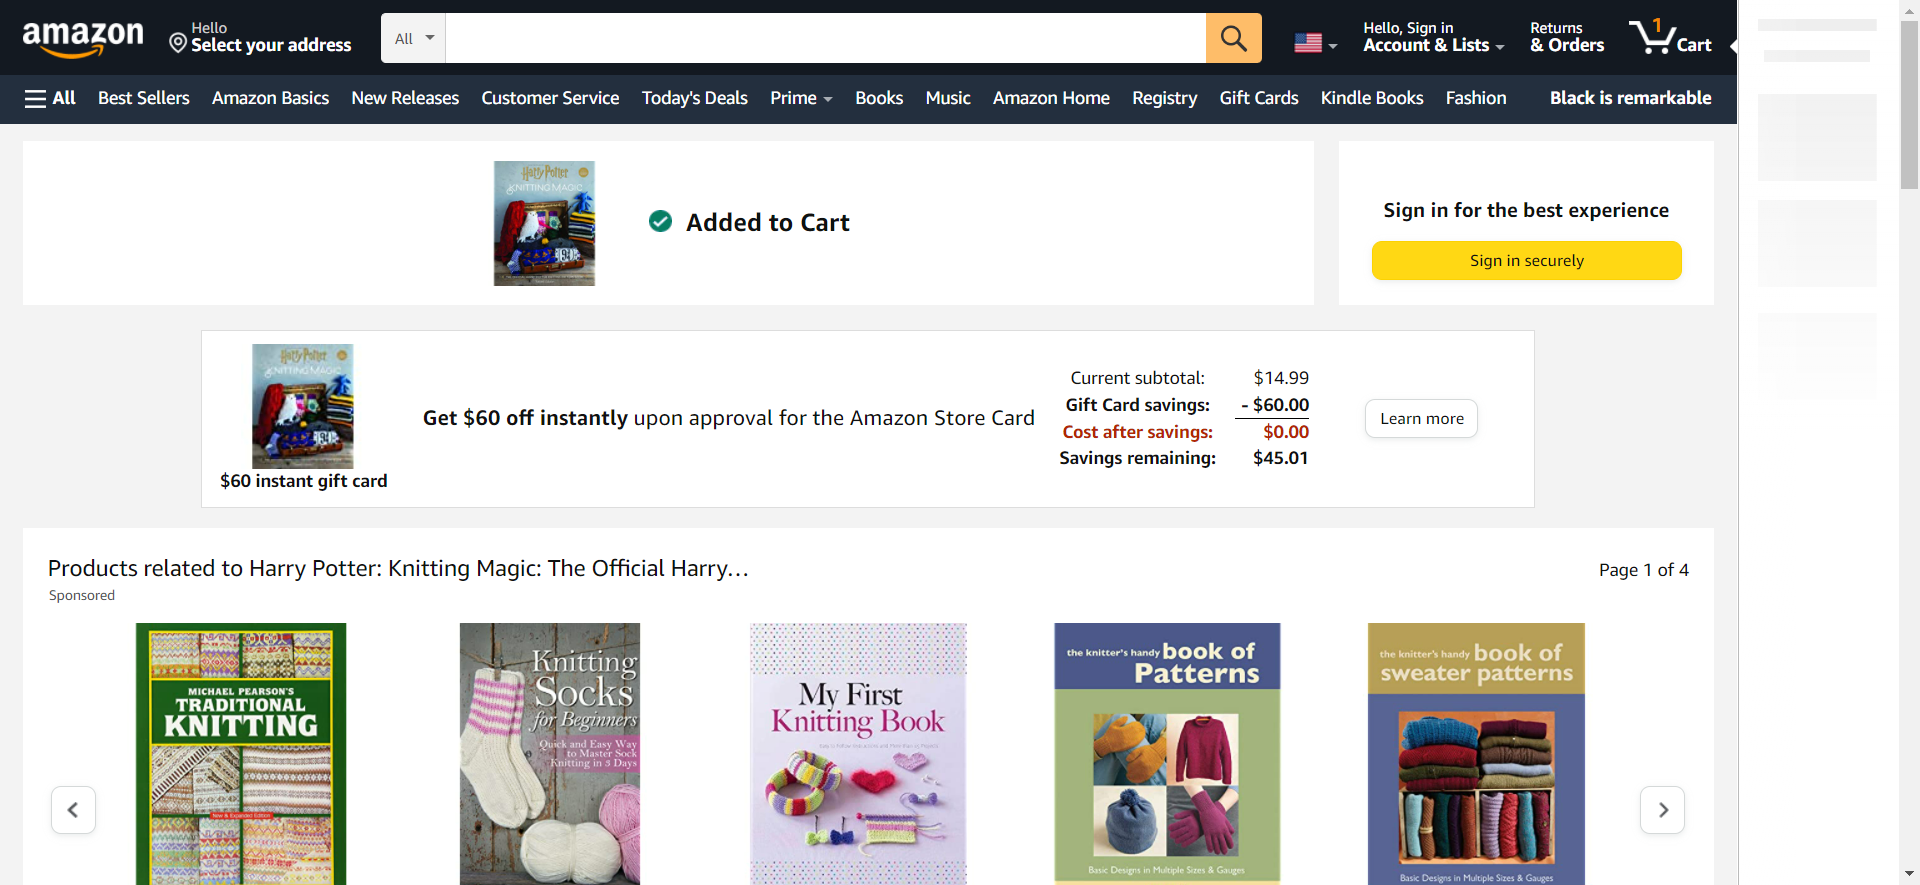 amazon
Hello
Select your address
All
Hello, Sign in
Account & Lists
Returns
& Orders
1
Cart
All
Best Sellers
Amazon Basics
New Releases
Customer Service
Today's Deals
Prime
Books
Music
Amazon Home
Registry
Gift Cards
Kindle Books
Fashion
Black is remarkable
Harry Potter
KNITTING MAGIC
Added to Cart
Sign in for the best experience
Sign in securely
Harry Potter
KNITTING MAGIC
$60 instant gift card
Get $60 off instantly upon approval for the Amazon Store Card
Current subtotal: $14.99
Gift Card savings: - $60.00
Cost after savings: $0.00
Savings remaining: $45.01
Learn more
Products related to Harry Potter: Knitting Magic: The Official Harry…
Sponsored
Page 1 of 4
MICHAEL PEARSON'S
TRADITIONAL
KNITTING
New & Expanded Edition
Knitting
Socks
for Beginners
Quick and Easy Way
to Master Sock
Knitting in 3 Days
My First
Knitting Book
the knitter's handy book of
Patterns
Basic Designs in Multiple Sizes & Gauges
the knitter's handy book of
sweater patterns
Basic Designs in Multiple Sizes & Gauges